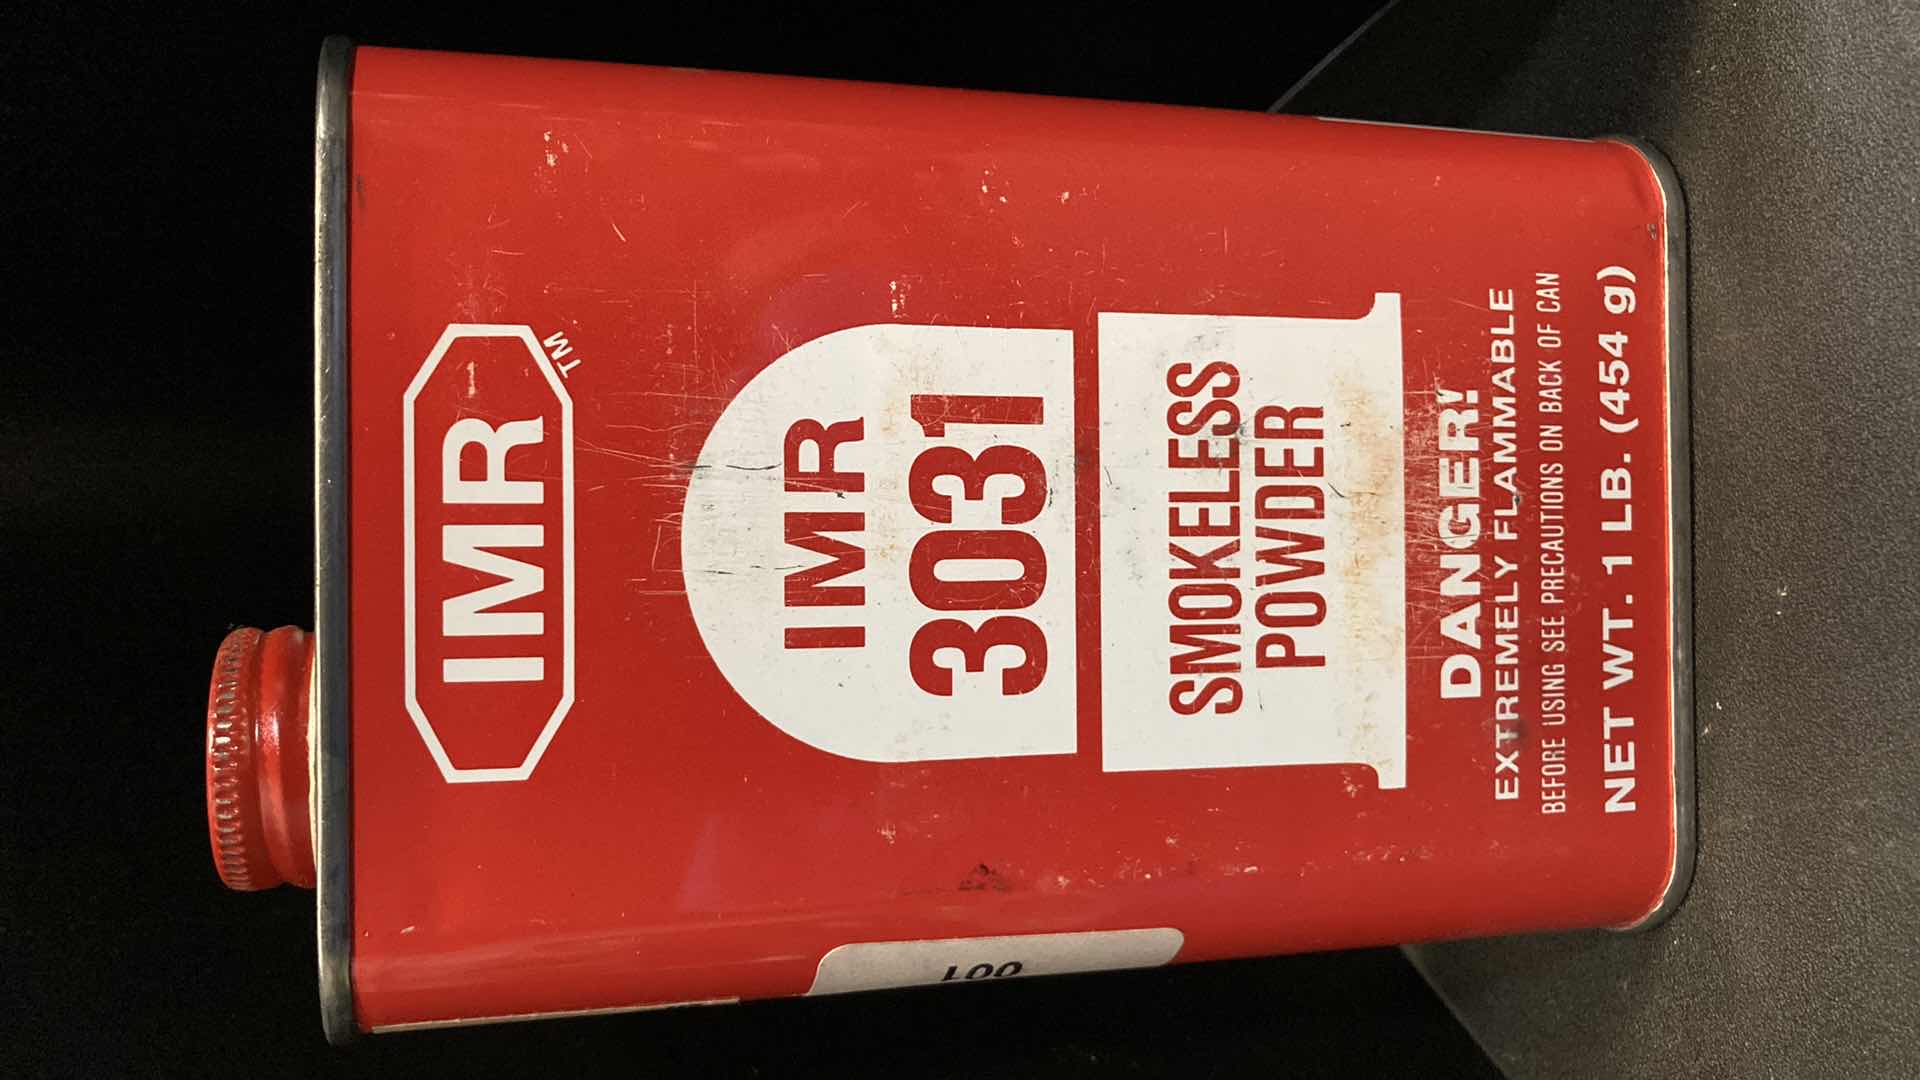 IMR
TM
IMR
3031
SMOKELESS
POWDER
DANGER!
EXTREMELY FLAMMABLE
BEFORE USING SEE PRECAUTIONS ON BACK OF CAN
NET WT. 1 LB. (454 g)
001